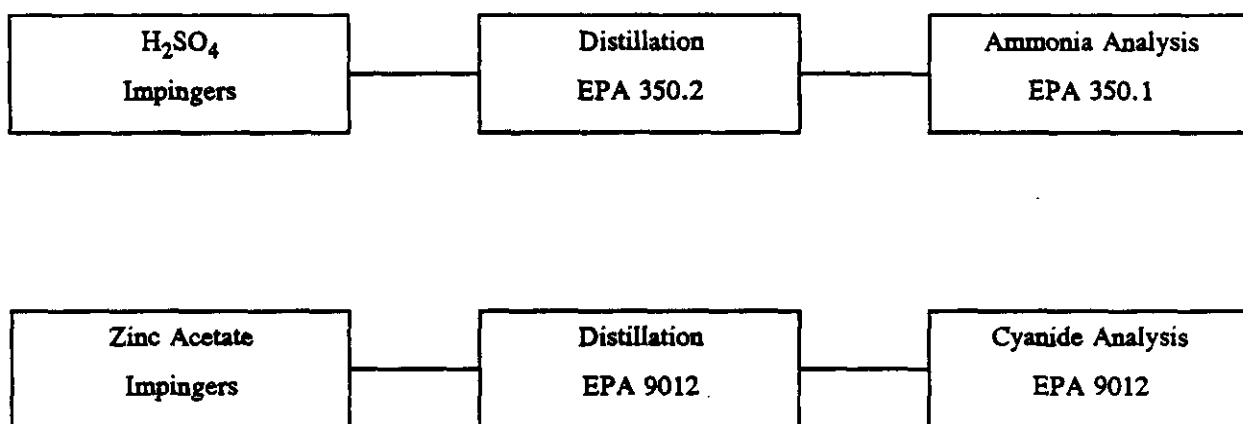 H₂SO₄
Impingers
Distillation
EPA 350.2
Ammonia Analysis
EPA 350.1
Zinc Acetate
Impingers
Distillation
EPA 9012
Cyanide Analysis
EPA 9012